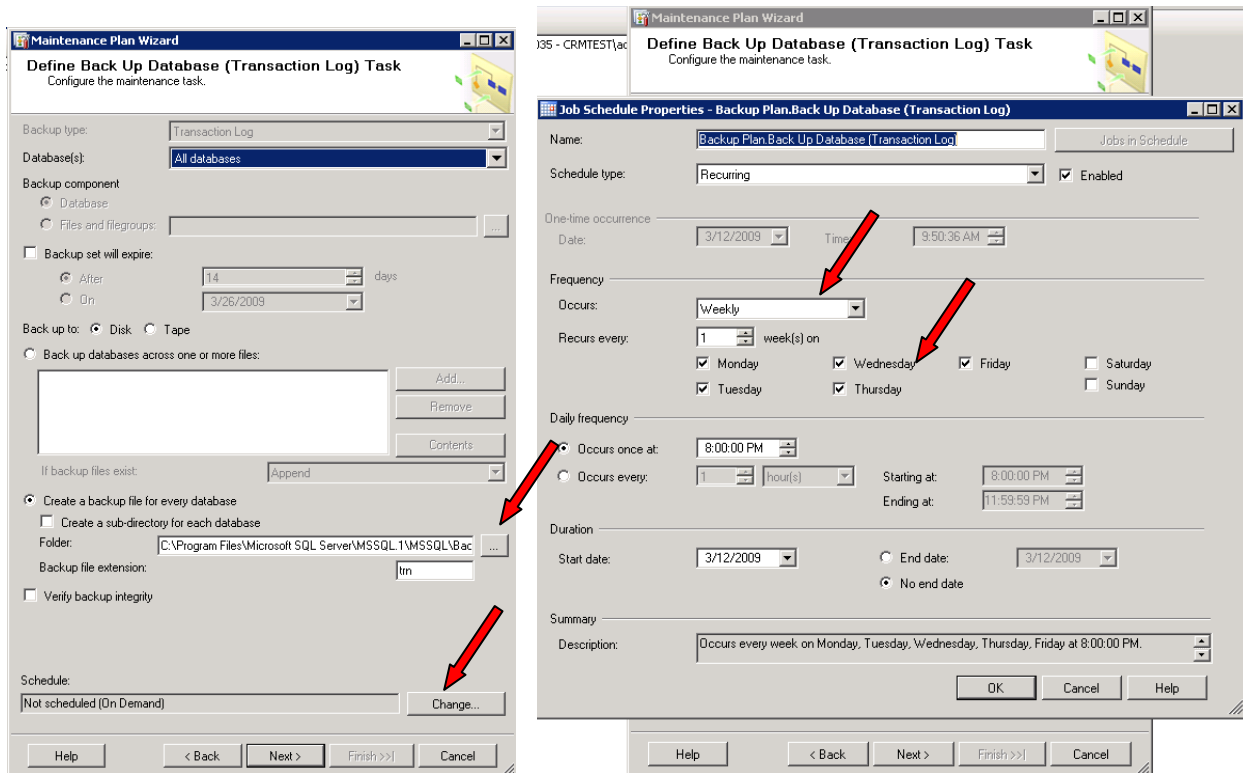 Maintenance Plan Wizard
Define Back Up Database (Transaction Log) Task
Configure the maintenance task.
Backup type: Transaction Log
Database(s): All databases
Backup component
Database
Files and filegroups: ...
Backup set will expire:
After 14 days
On 3/26/2009
Back up to: Disk Tape
Back up databases across one or more files:
Add...
Remove
Contents
If backup files exist: Append
Create a backup file for every database
Create a sub-directory for each database
Folder: C:\Program Files\Microsoft SQL Server\MSSQL.1\MSSQL\Bac ...
Backup file extension: trn
Verify backup integrity
Schedule:
Not scheduled (On Demand) Change...
Help < Back Next > Finish >>| Cancel
035 - CRMTEST\ac
Maintenance Plan Wizard
Define Back Up Database (Transaction Log) Task
Configure the maintenance task.
Job Schedule Properties - Backup Plan.Back Up Database (Transaction Log)
Name: Backup Plan.Back Up Database (Transaction Log) Jobs in Schedule
Schedule type: Recurring Enabled
One-time occurrence
Date: 3/12/2009 Time: 9:50:36 AM
Frequency
Occurs: Weekly
Recurs every: 1 week(s) on
Monday Wednesday Friday Saturday
Tuesday Thursday Sunday
Daily frequency
Occurs once at: 8:00:00 PM
Occurs every: 1 hour(s) Starting at: 8:00:00 PM
Ending at: 11:59:59 PM
Duration
Start date: 3/12/2009 End date: 3/12/2009
No end date
Summary
Description: Occurs every week on Monday, Tuesday, Wednesday, Thursday, Friday at 8:00:00 PM.
OK Cancel Help
Help < Back Next > Finish >>| Cancel